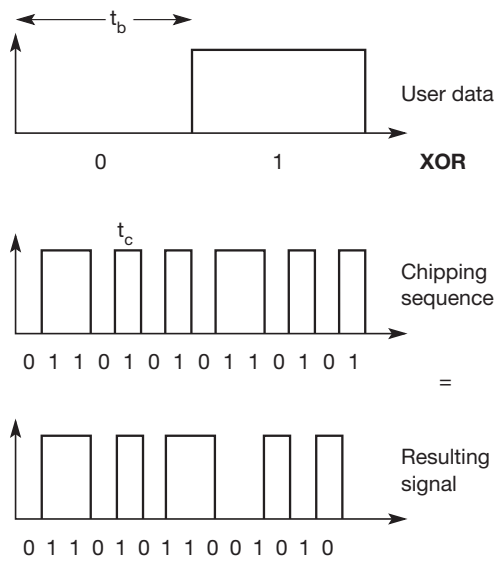 t_b
User data
0 1 XOR
t_c
Chipping
sequence
0 1 1 0 1 0 1 0 1 1 0 1 0 1
=
Resulting
signal
0 1 1 0 1 0 1 1 0 0 1 0 1 0